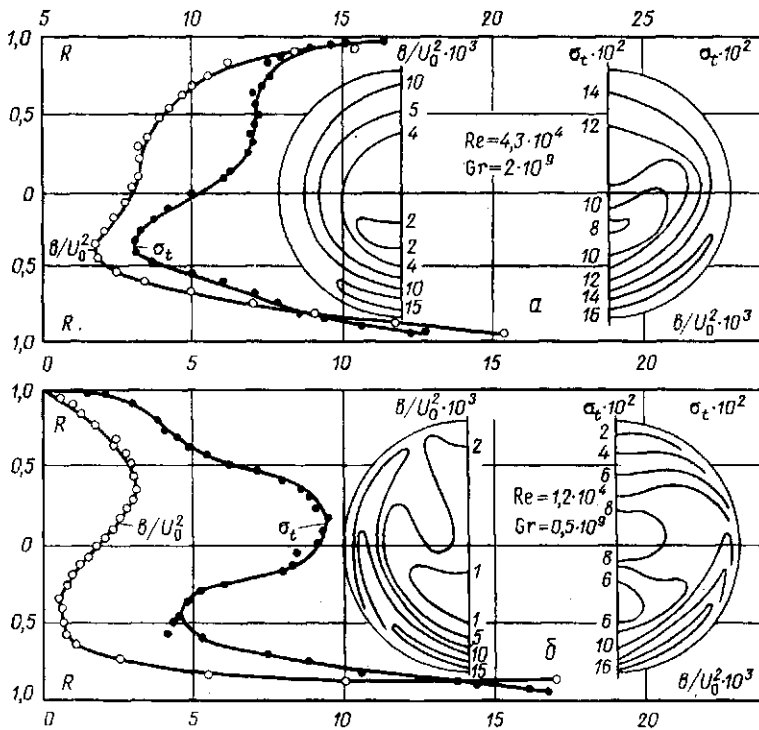 5 10 15 20 25
1,0 R в/U₀²·10³ σₜ·10² σₜ·10²
10 14
0,5 5 12
4 Re=4,3·10⁴
Gr=2·10⁹
0
10
2 8
в/U₀² σₜ 2 10
0,5 4 12
10 14
15 а 16
1,0 R. в/U₀²·10³
0 5 10 15 20
1,0 R в/U₀²·10³ σₜ·10² σₜ·10²
2 2
4
0,5 6
Re=1,2·10⁴ 8
в/U₀² σₜ Gr=0,5·10⁹
0 8
1 6
0,5 1 6
5 10
10 16
15 б
1,0 R в/U₀²·10³
0 5 10 15 20